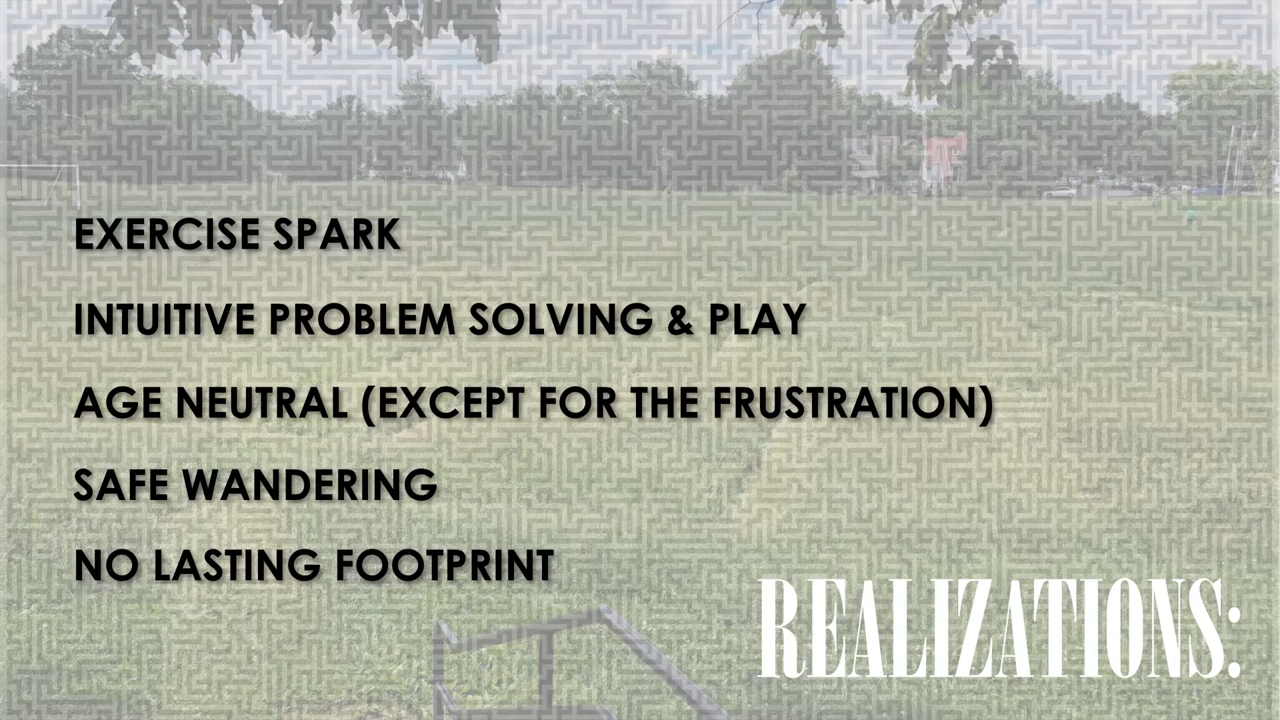 EXERCISE SPARK
INTUITIVE PROBLEM SOLVING & PLAY
AGE NEUTRAL (EXCEPT FOR THE FRUSTRATION)
SAFE WANDERING
NO LASTING FOOTPRINT
REALIZATIONS: